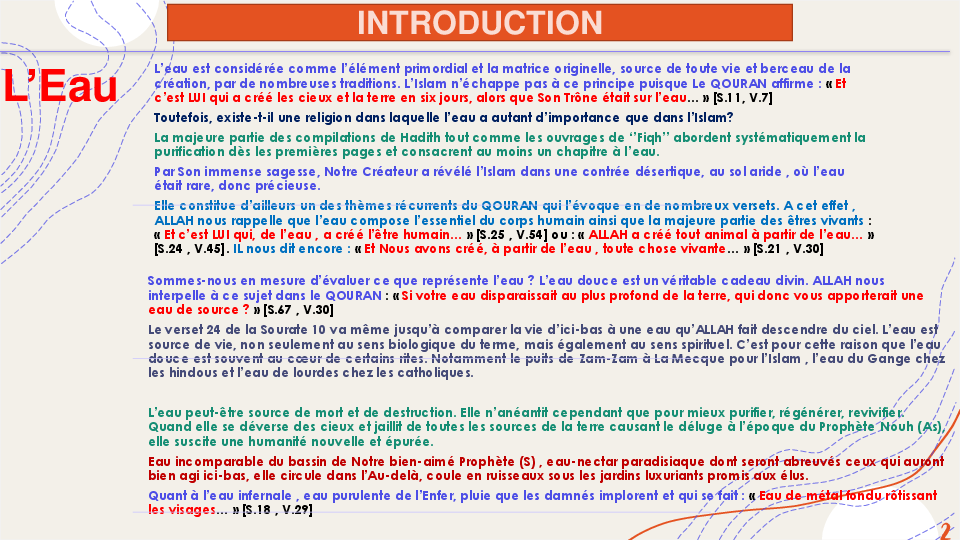 INTRODUCTION
L’Eau
L’eau est considérée comme l’élément primordial et la matrice originelle, source de toute vie et berceau de la
création, par de nombreuses traditions. L’Islam n’échappe pas à ce principe puisque Le QOURAN affirme : « Et
c’est LUI qui a créé les cieux et la terre en six jours, alors que Son Trône était sur l’eau… » [S.11, V.7]
Toutefois, existe-t-il une religion dans laquelle l’eau a autant d’importance que dans l’Islam?
La majeure partie des compilations de Hadith tout comme les ouvrages de ‘’Fiqh’’ abordent systématiquement la
purification dès les premières pages et consacrent au moins un chapitre à l’eau.
Par Son immense sagesse, Notre Créateur a révélé l’Islam dans une contrée désertique, au sol aride , où l’eau
était rare, donc précieuse.
Elle constitue d’ailleurs un des thèmes récurrents du QOURAN qui l’évoque en de nombreux versets. A cet effet ,
ALLAH nous rappelle que l’eau compose l’essentiel du corps humain ainsi que la majeure partie des êtres vivants :
« Et c’est LUI qui, de l’eau , a créé l’être humain… » [S.25 , V.54] ou : « ALLAH a créé tout animal à partir de l’eau… »
[S.24 , V.45]. IL nous dit encore : « Et Nous avons créé, à partir de l’eau , toute chose vivante… » [S.21 , V.30]
Sommes-nous en mesure d’évaluer ce que représente l’eau ? L’eau douce est un véritable cadeau divin. ALLAH nous
interpelle à ce sujet dans le QOURAN : « Si votre eau disparaissait au plus profond de la terre, qui donc vous apporterait une
eau de source ? » [S.67 , V.30]
Le verset 24 de la Sourate 10 va même jusqu’à comparer la vie d’ici-bas à une eau qu’ALLAH fait descendre du ciel. L’eau est
source de vie, non seulement au sens biologique du terme, mais également au sens spirituel. C’est pour cette raison que l’eau
douce est souvent au cœur de certains rites. Notamment le puits de Zam-Zam à La Mecque pour l’Islam , l’eau du Gange chez
les hindous et l’eau de lourdes chez les catholiques.
L’eau peut-être source de mort et de destruction. Elle n’anéantit cependant que pour mieux purifier, régénérer, revivifier.
Quand elle se déverse des cieux et jaillit de toutes les sources de la terre causant le déluge à l’époque du Prophète Nouh (As),
elle suscite une humanité nouvelle et épurée.
Eau incomparable du bassin de Notre bien-aimé Prophète (S) , eau-nectar paradisiaque dont seront abreuvés ceux qui auront
bien agi ici-bas, elle circule dans l’Au-delà, coule en ruisseaux sous les jardins luxuriants promis aux élus.
Quant à l’eau infernale , eau purulente de l’Enfer, pluie que les damnés implorent et qui se fait : « Eau de métal fondu rôtissant
les visages… » [S.18 , V.29]
2